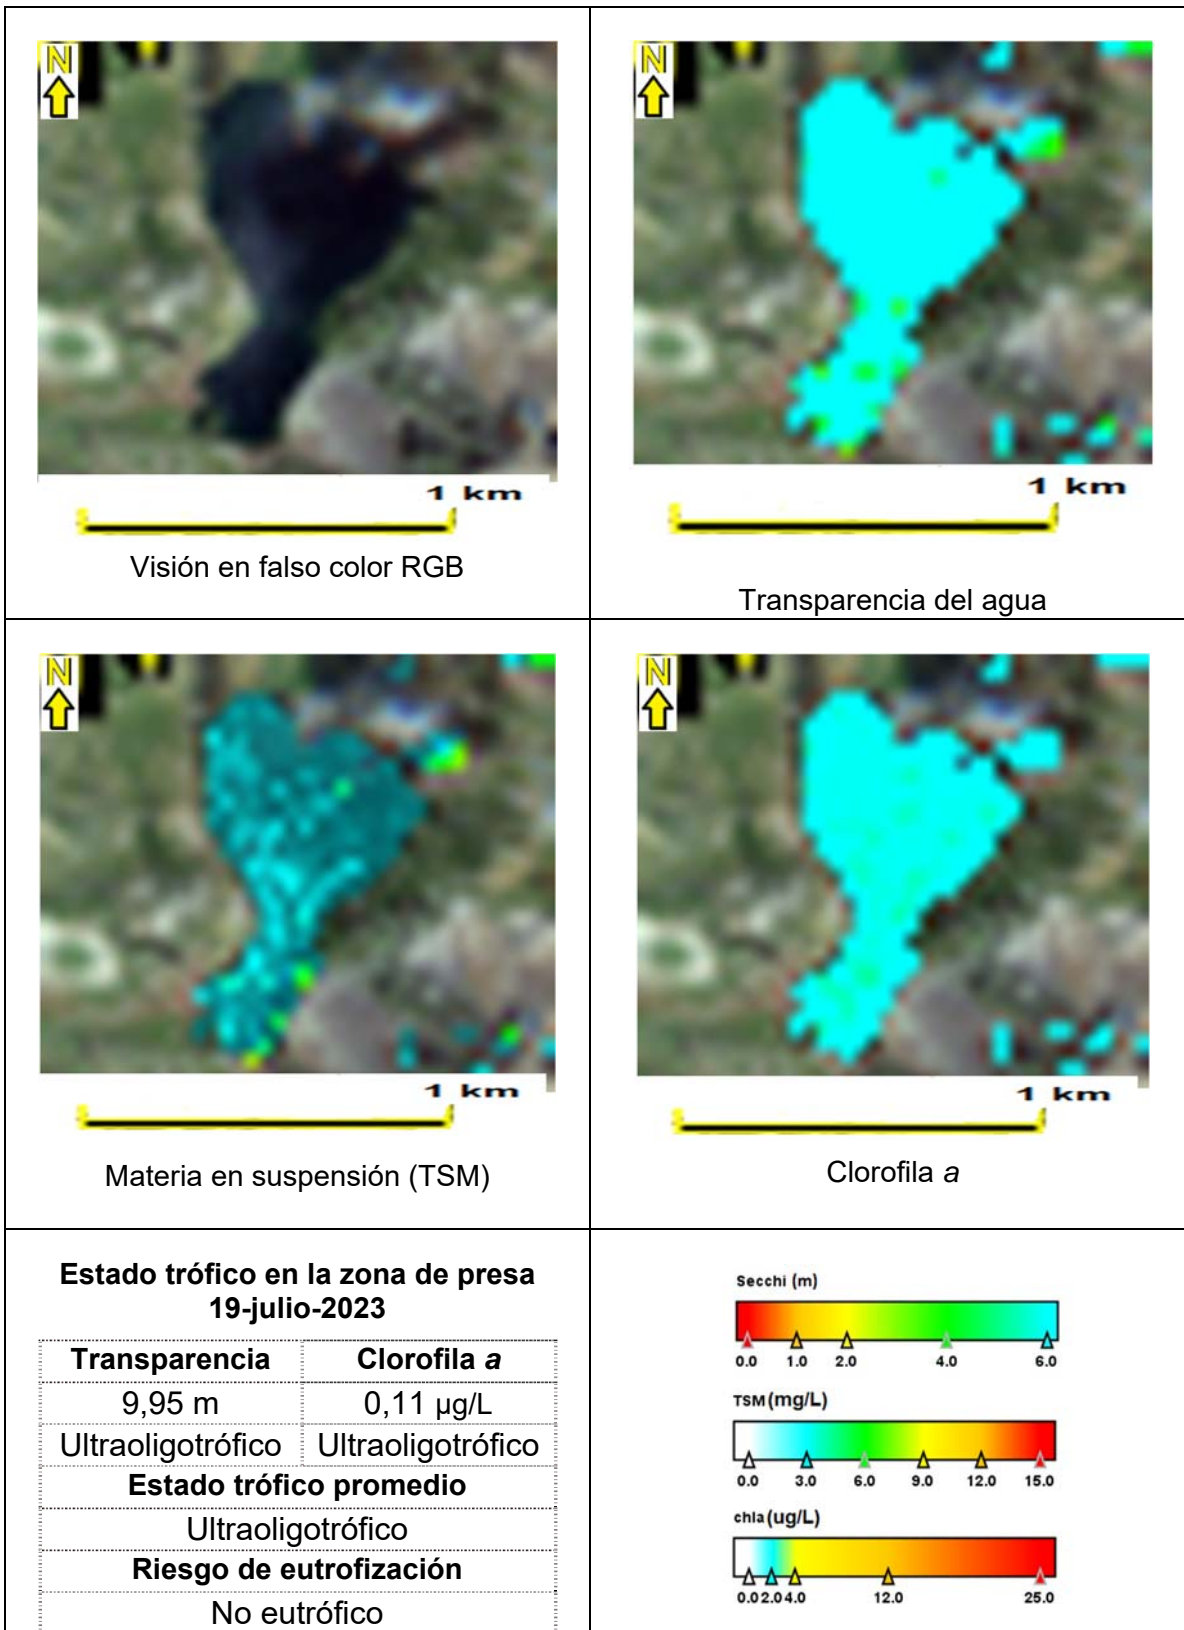 N
1 km
Visión en falso color RGB
N
1 km
Transparencia del agua
N
1 km
Materia en suspensión (TSM)
N
1 km
Clorofila a
Estado trófico en la zona de presa
19-julio-2023
Transparencia Clorofila a
9,95 m 0,11 µg/L
Ultraoligotrófico Ultraoligotrófico
Estado trófico promedio
Ultraoligotrófico
Riesgo de eutrofización
No eutrófico
Secchi (m)
0.0 1.0 2.0 4.0 6.0
TSM (mg/L)
0.0 3.0 6.0 9.0 12.0 15.0
chla (ug/L)
0.0 2.0 4.0 12.0 25.0